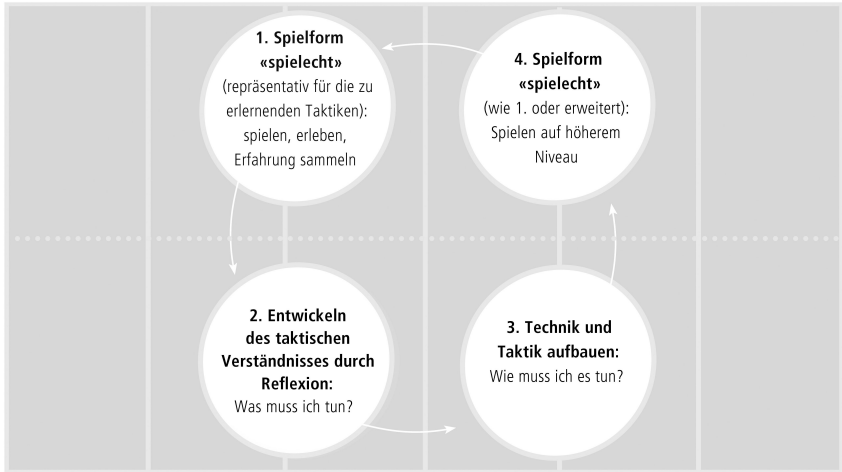 1. Spielform
«spielecht»
(repräsentativ für die zu
erlernenden Taktiken):
spielen, erleben,
Erfahrung sammeln
2. Entwickeln
des taktischen
Verständnisses durch
Reflexion:
Was muss ich tun?
3. Technik und
Taktik aufbauen:
Wie muss ich es tun?
4. Spielform
«spielecht»
(wie 1. oder erweitert):
Spielen auf höherem
Niveau